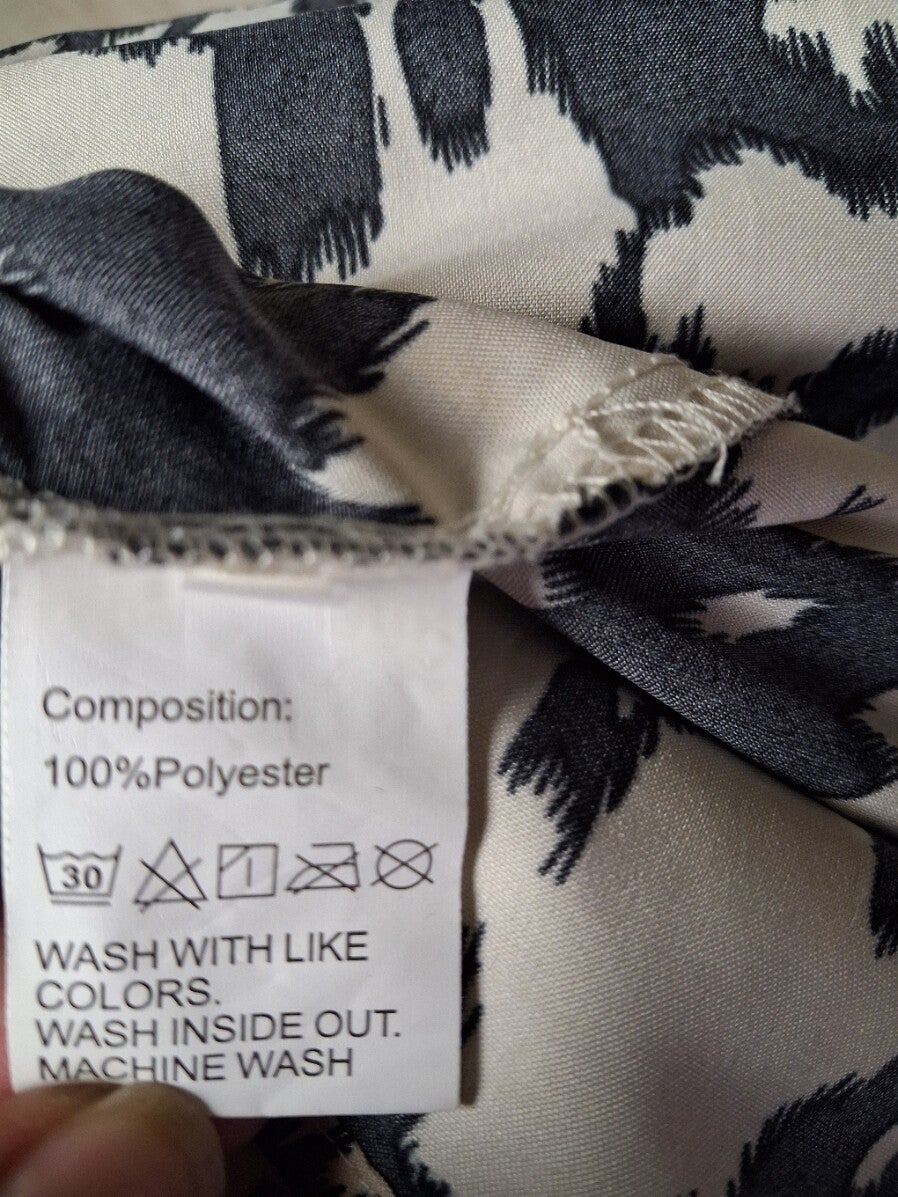 Composition:
100%Polyester
30
WASH WITH LIKE
COLORS.
WASH INSIDE OUT.
MACHINE WASH